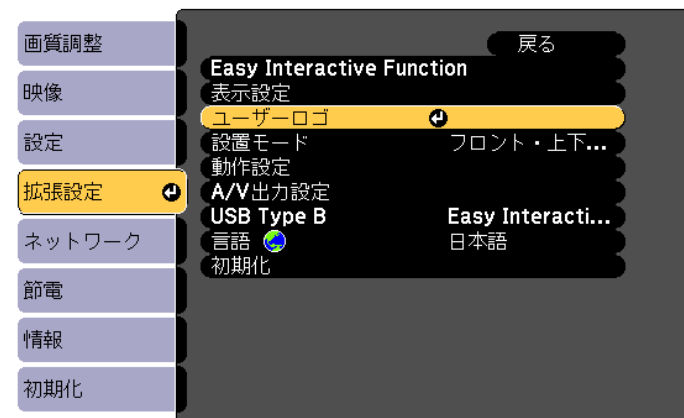 画質調整
映像
設定
拡張設定
ネットワーク
節電
情報
初期化
戻る
Easy Interactive Function
表示設定
ユーザーロゴ
設置モード フロント・上下...
動作設定
A/V出力設定
USB Type B Easy Interacti...
言語 日本語
初期化